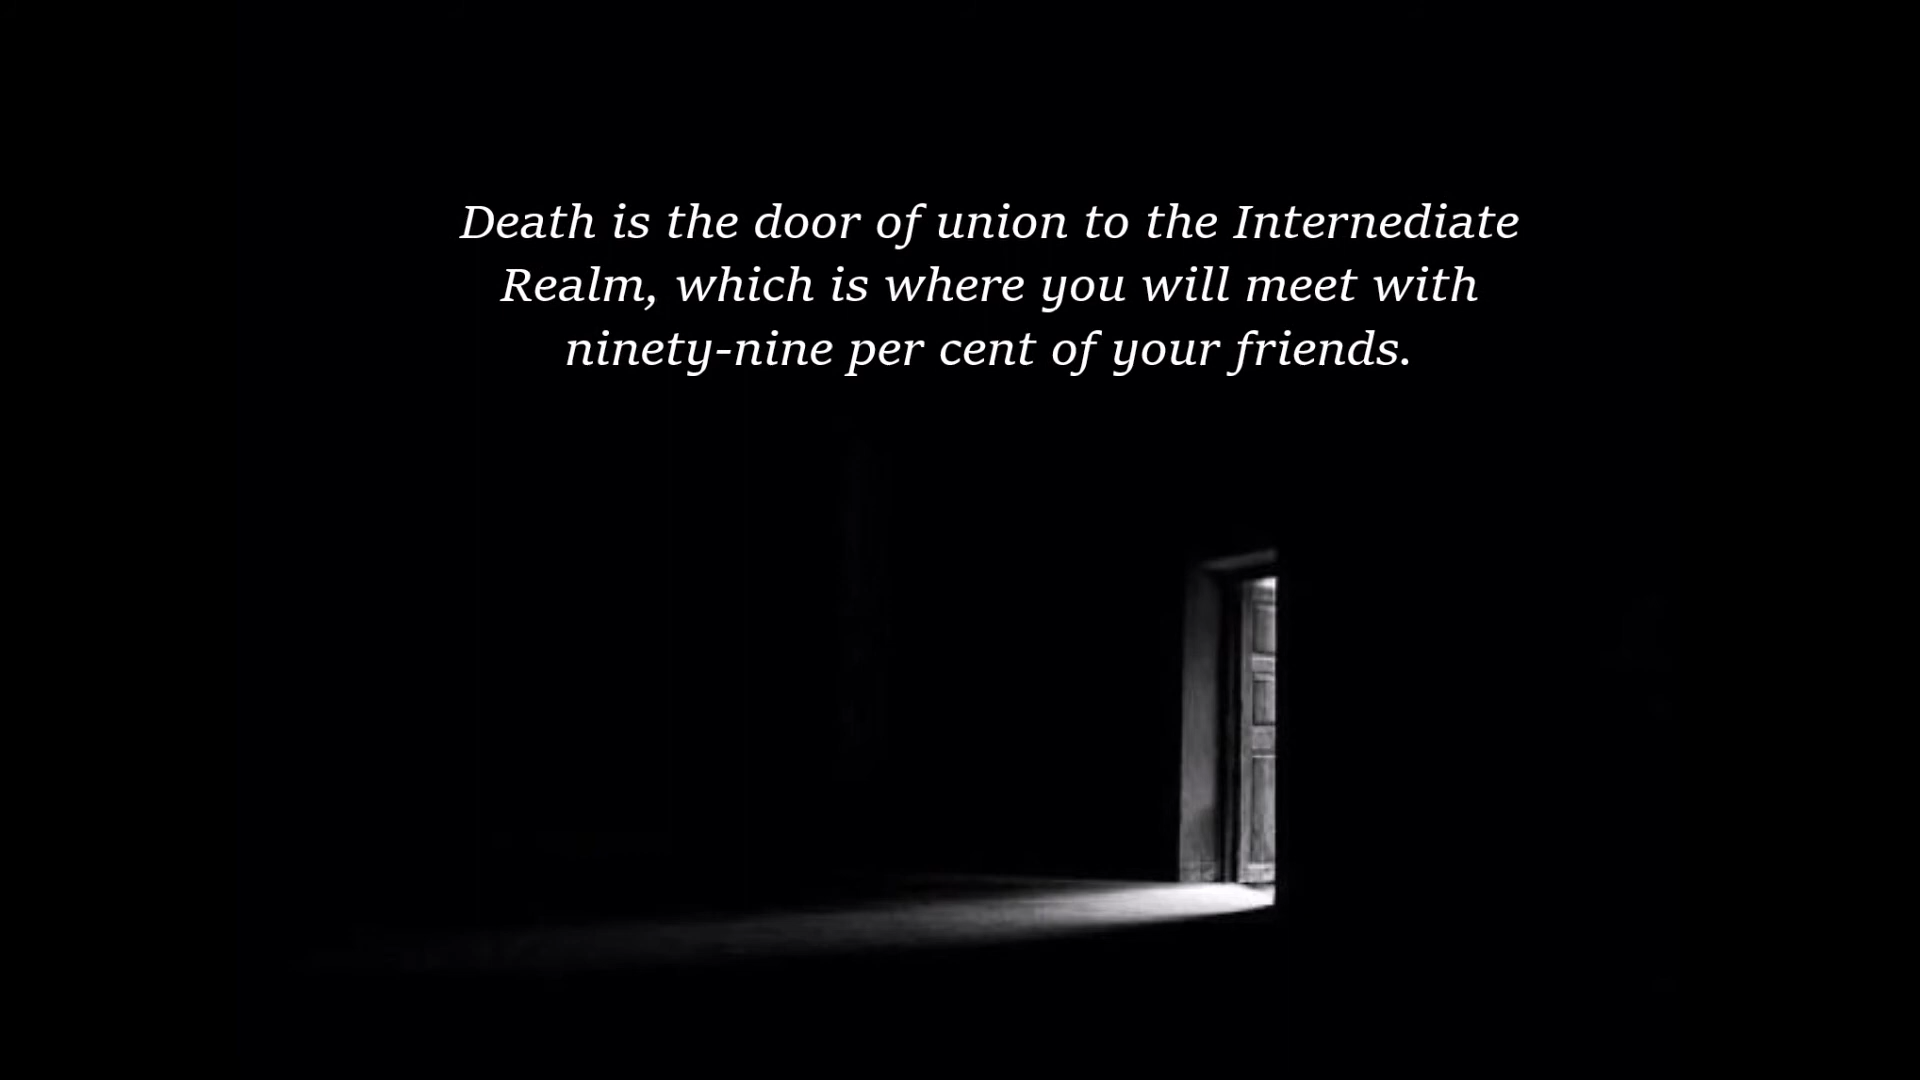 Death is the door of union to the Internediate
Realm, which is where you will meet with
ninety-nine per cent of your friends.